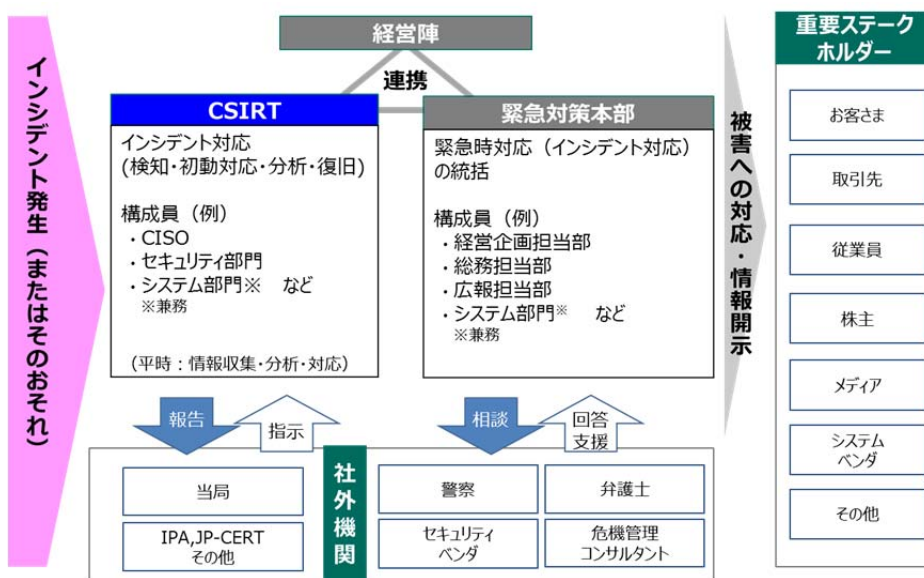 インシデント発生（またはそのおそれ）
経営陣
連携
CSIRT
インシデント対応
(検知・初動対応・分析・復旧)
構成員（例）
・CISO
・セキュリティ部門
・システム部門※　など
※兼務
（平時：情報収集・分析・対応）
緊急対策本部
緊急時対応（インシデント対応）
の統括
構成員（例）
・経営企画担当部
・総務担当部
・広報担当部
・システム部門※　など
※兼務
報告
指示
相談
回答
支援
社外機関
当局
IPA,JP-CERT
その他
警察
弁護士
セキュリティ
ベンダ
危機管理
コンサルタント
被害への対応・情報開示
重要ステーク
ホルダー
お客さま
取引先
従業員
株主
メディア
システム
ベンダ
その他